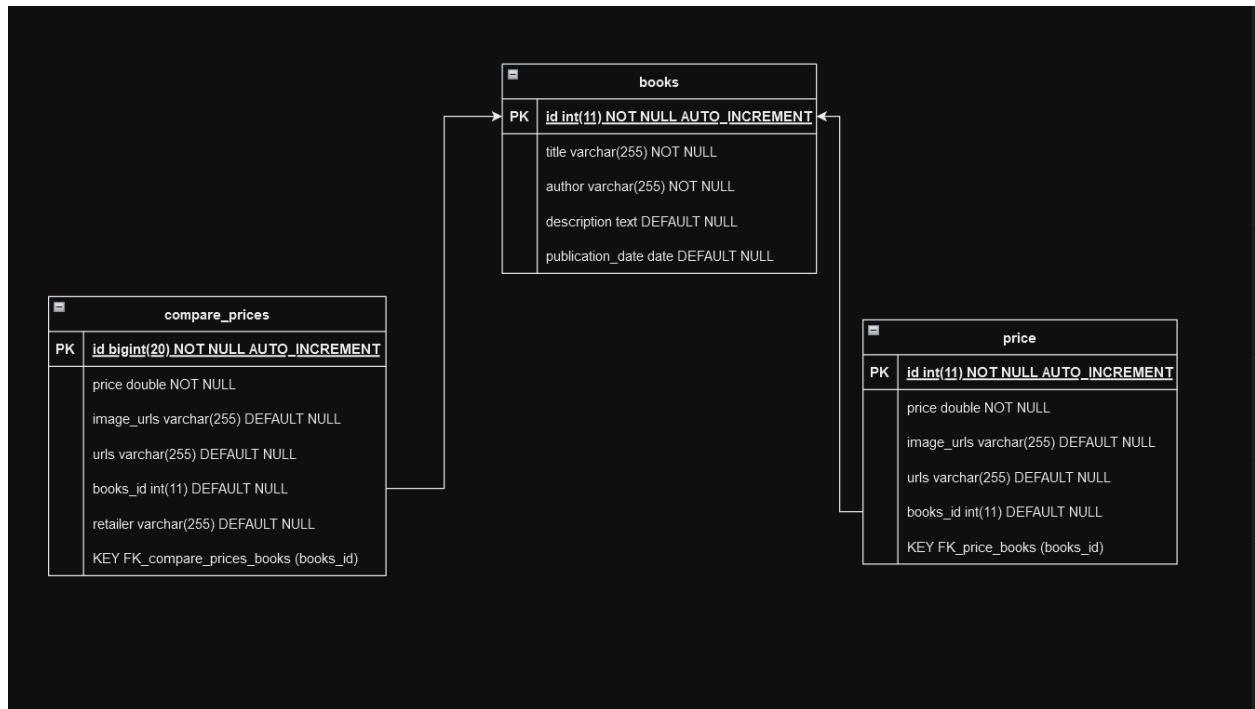 books
PK id int(11) NOT NULL AUTO_INCREMENT
title varchar(255) NOT NULL
author varchar(255) NOT NULL
description text DEFAULT NULL
publication_date date DEFAULT NULL
compare_prices
PK id bigint(20) NOT NULL AUTO_INCREMENT
price double NOT NULL
image_urls varchar(255) DEFAULT NULL
urls varchar(255) DEFAULT NULL
books_id int(11) DEFAULT NULL
retailer varchar(255) DEFAULT NULL
KEY FK_compare_prices_books (books_id)
price
PK id int(11) NOT NULL AUTO_INCREMENT
price double NOT NULL
image_urls varchar(255) DEFAULT NULL
urls varchar(255) DEFAULT NULL
books_id int(11) DEFAULT NULL
KEY FK_price_books (books_id)